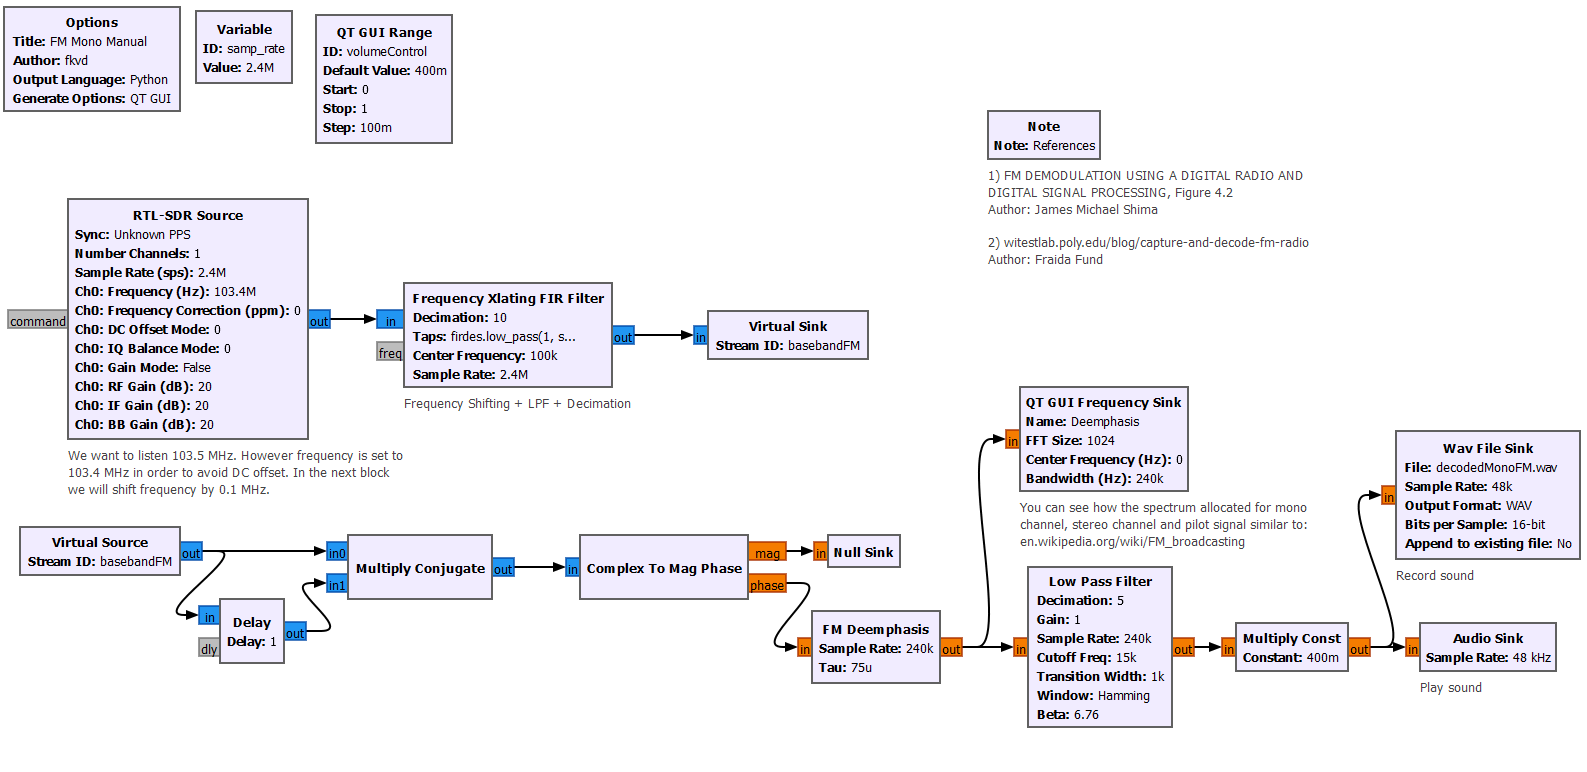 Options
Title: FM Mono Manual
Author: fkvd
Output Language: Python
Generate Options: QT GUI
Variable
ID: samp_rate
Value: 2.4M
QT GUI Range
ID: volumeControl
Default Value: 400m
Start: 0
Stop: 1
Step: 100m
Note
Note: References
1) FM DEMODULATION USING A DIGITAL RADIO AND
DIGITAL SIGNAL PROCESSING, Figure 4.2
Author: James Michael Shima
2) witestlab.poly.edu/blog/capture-and-decode-fm-radio
Author: Fraida Fund
RTL-SDR Source
Sync: Unknown PPS
Number Channels: 1
Sample Rate (sps): 2.4M
Ch0: Frequency (Hz): 103.4M
Ch0: Frequency Correction (ppm): 0
Ch0: DC Offset Mode: 0
Ch0: IQ Balance Mode: 0
Ch0: Gain Mode: False
Ch0: RF Gain (dB): 20
Ch0: IF Gain (dB): 20
Ch0: BB Gain (dB): 20
command
out
We want to listen 103.5 MHz. However frequency is set to
103.4 MHz in order to avoid DC offset. In the next block
we will shift frequency by 0.1 MHz.
in
freq
Frequency Xlating FIR Filter
Decimation: 10
Taps: firdes.low_pass(1, s...
Center Frequency: 100k
Sample Rate: 2.4M
out
Frequency Shifting + LPF + Decimation
in
Virtual Sink
Stream ID: basebandFM
Virtual Source
Stream ID: basebandFM
out
in
dly
Delay
Delay: 1
out
in0
in1
Multiply Conjugate
out
in
Complex To Mag Phase
mag
phase
in
Null Sink
in
FM Deemphasis
Sample Rate: 240k
Tau: 75u
out
in
QT GUI Frequency Sink
Name: Deemphasis
FFT Size: 1024
Center Frequency (Hz): 0
Bandwidth (Hz): 240k
You can see how the spectrum allocated for mono
channel, stereo channel and pilot signal similar to:
en.wikipedia.org/wiki/FM_broadcasting
in
Low Pass Filter
Decimation: 5
Gain: 1
Sample Rate: 240k
Cutoff Freq: 15k
Transition Width: 1k
Window: Hamming
Beta: 6.76
out
in
Multiply Const
Constant: 400m
out
in
Wav File Sink
File: decodedMonoFM.wav
Sample Rate: 48k
Output Format: WAV
Bits per Sample: 16-bit
Append to existing file: No
Record sound
in
Audio Sink
Sample Rate: 48 kHz
Play sound